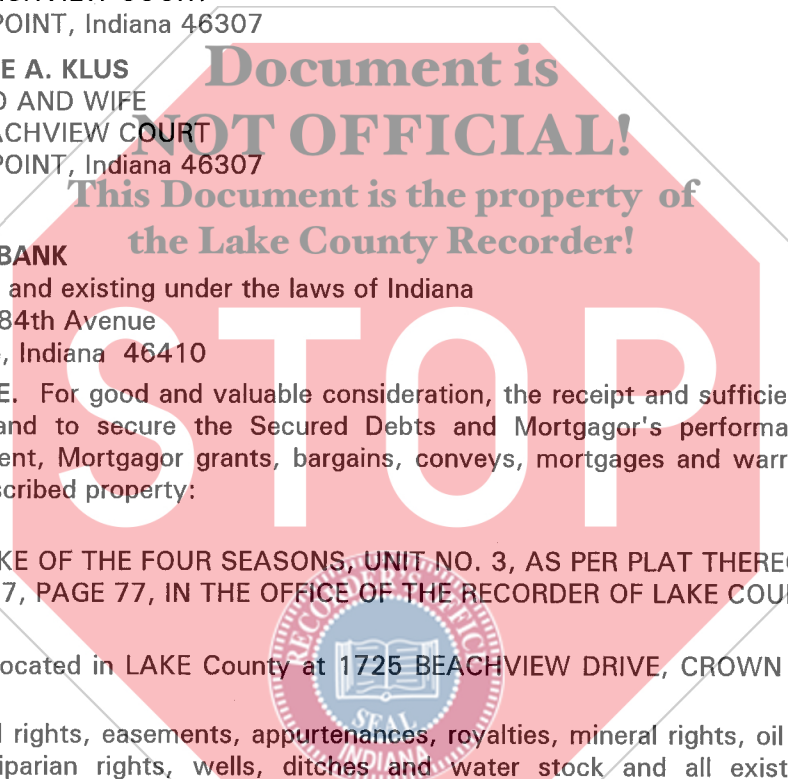 POINT, Indiana 46307
E A. KLUS
AND WIFE
ACHVIEW COURT
POINT, Indiana 46307
Document is
NOT OFFICIAL!
This Document is the property of
the Lake County Recorder!
BANK
and existing under the laws of Indiana
84th Avenue
, Indiana 46410
E. For good and valuable consideration, the receipt and sufficie
and to secure the Secured Debts and Mortgagor's performa
ent, Mortgagor grants, bargains, conveys, mortgages and warr
scribed property:
STOP
KE OF THE FOUR SEASONS, UNIT NO. 3, AS PER PLAT THERE
7, PAGE 77, IN THE OFFICE OF THE RECORDER OF LAKE COU
ocated in LAKE County at 1725 BEACHVIEW DRIVE, CROWN
RECORDER'S OFFICE
SEAL
INDIANA
rights, easements, appurtenances, royalties, mineral rights, oil
iparian rights, wells, ditches and water stock and all exist